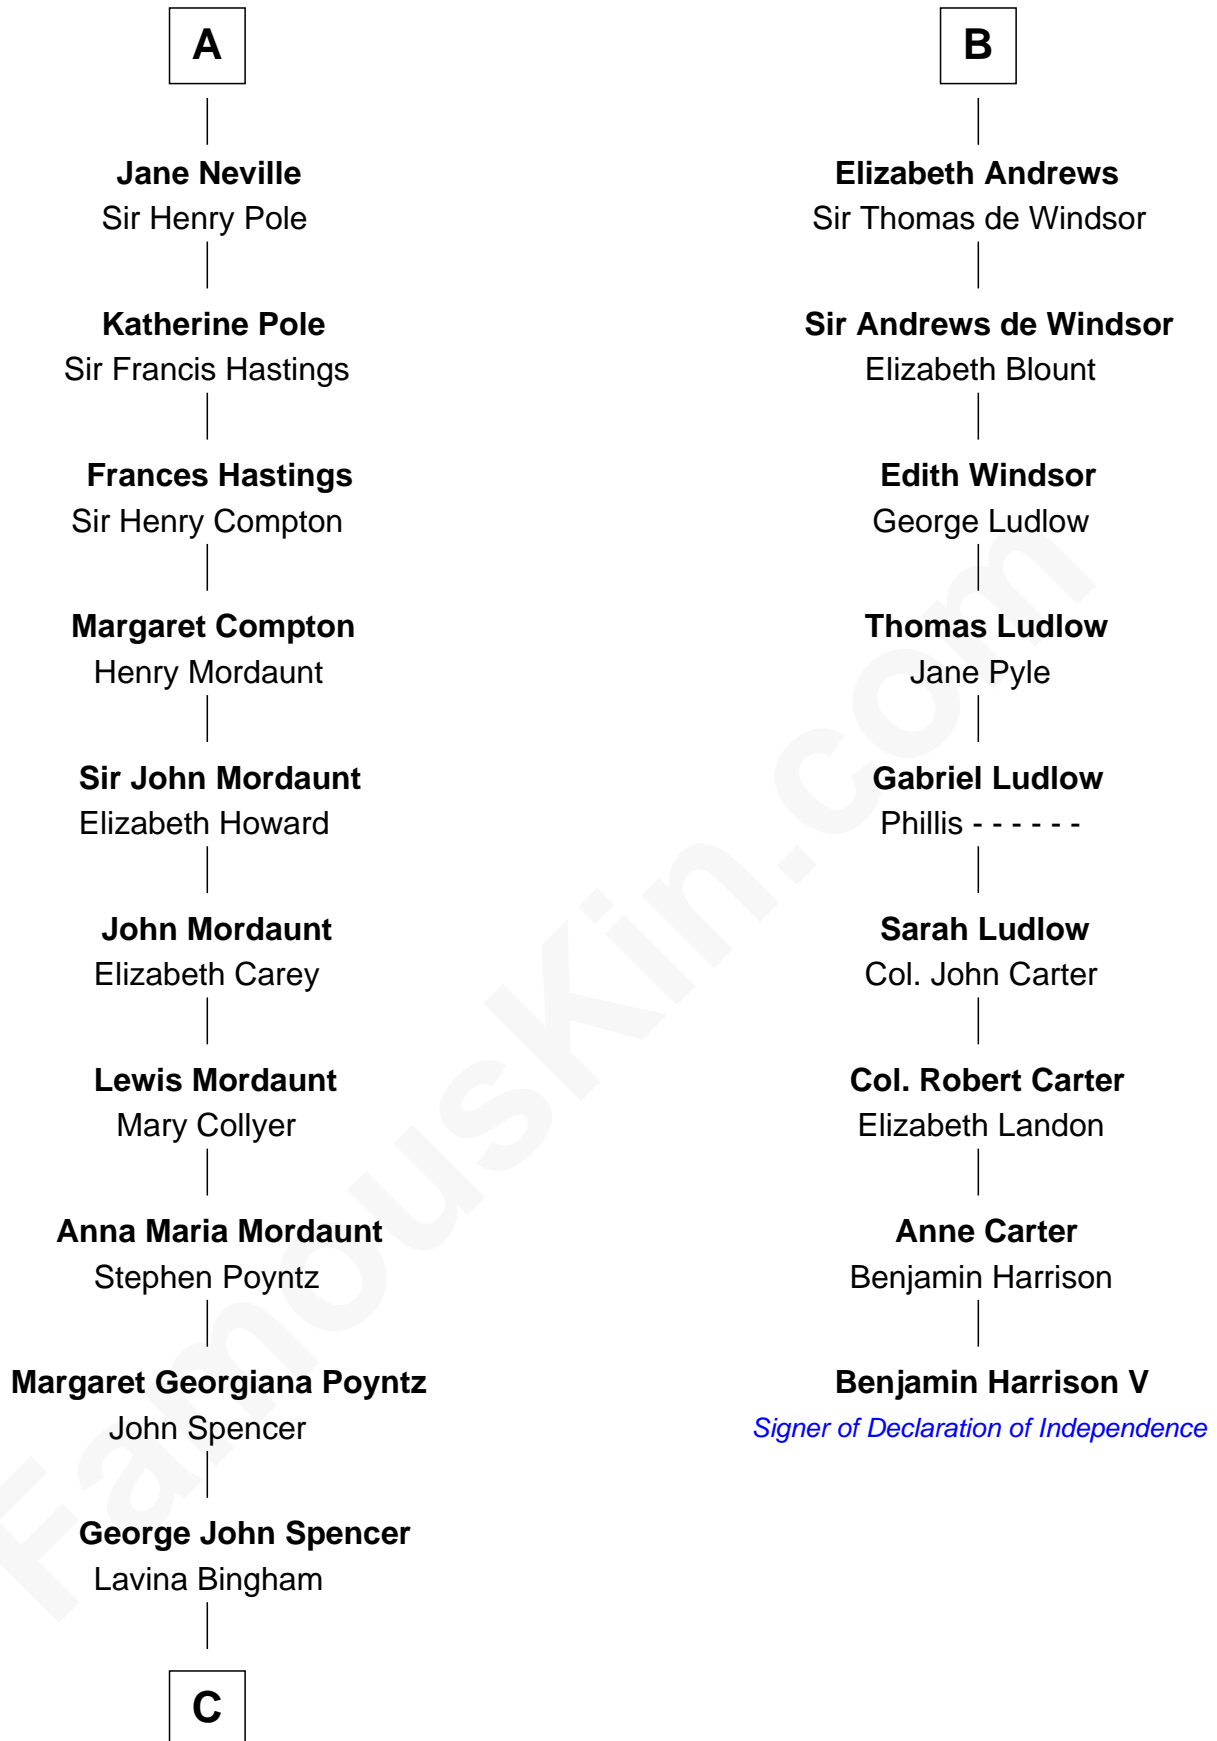 A
Jane Neville
Sir Henry Pole
Katherine Pole
Sir Francis Hastings
Frances Hastings
Sir Henry Compton
Margaret Compton
Henry Mordaunt
Sir John Mordaunt
Elizabeth Howard
John Mordaunt
Elizabeth Carey
Lewis Mordaunt
Mary Collyer
Anna Maria Mordaunt
Stephen Poyntz
Margaret Georgiana Poyntz
John Spencer
George John Spencer
Lavina Bingham
C
B
Elizabeth Andrews
Sir Thomas de Windsor
Sir Andrews de Windsor
Elizabeth Blount
Edith Windsor
George Ludlow
Thomas Ludlow
Jane Pyle
Gabriel Ludlow
Phillis - - - - - -
Sarah Ludlow
Col. John Carter
Col. Robert Carter
Elizabeth Landon
Anne Carter
Benjamin Harrison
Benjamin Harrison V
Signer of Declaration of Independence
FamousKin.com